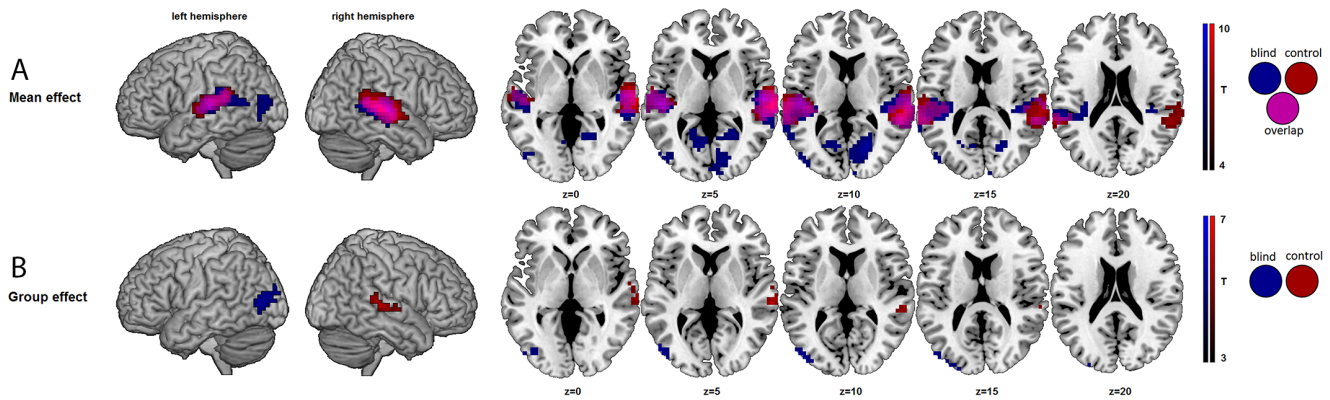 left hemisphere
right hemisphere
A
Mean effect
z=0
z=5
z=10
z=15
z=20
10
T
4
blind
control
overlap
B
Group effect
z=0
z=5
z=10
z=15
z=20
7
T
3
blind
control